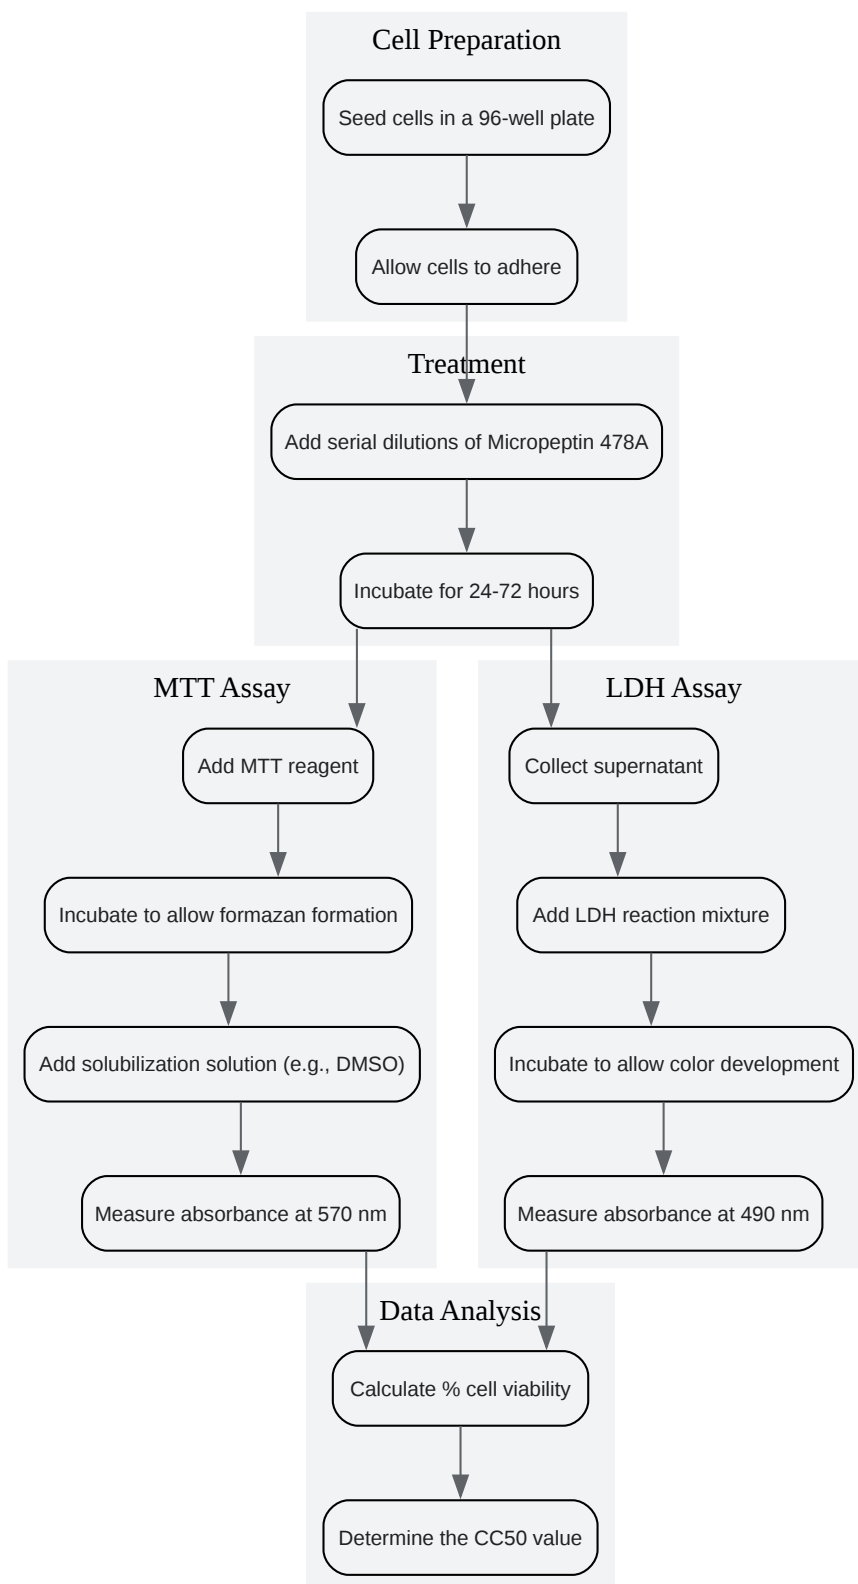 Cell Preparation
Seed cells in a 96-well plate
Allow cells to adhere
Treatment
Add serial dilutions of Micropeptin 478A
Incubate for 24-72 hours
MTT Assay
Add MTT reagent
Incubate to allow formazan formation
Add solubilization solution (e.g., DMSO)
Measure absorbance at 570 nm
LDH Assay
Collect supernatant
Add LDH reaction mixture
Incubate to allow color development
Measure absorbance at 490 nm
Data Analysis
Calculate % cell viability
Determine the CC50 value